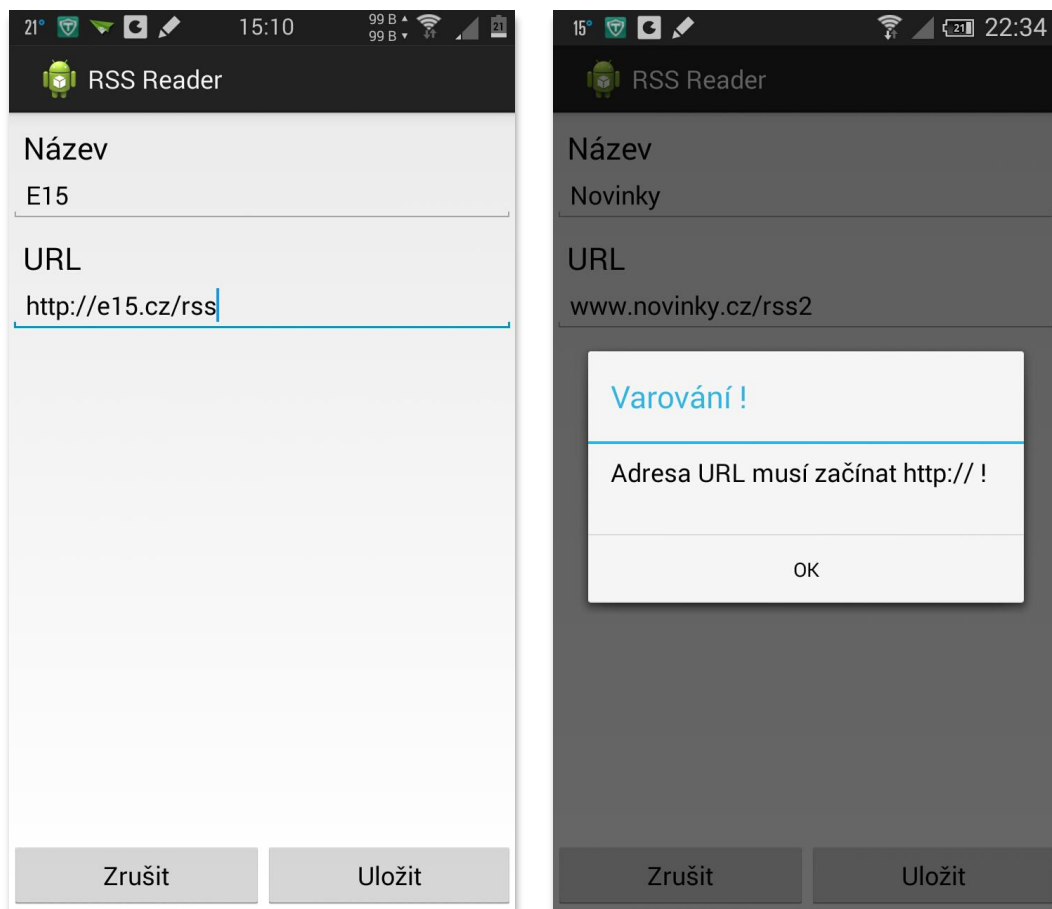 21° 15:10 99 B 99 B 21
RSS Reader
Název
E15
URL
http://e15.cz/rss
Zrušit Uložit
15° 21 22:34
RSS Reader
Název
Novinky
URL
www.novinky.cz/rss2
Varování !
Adresa URL musí začínat http:// !
OK
Zrušit Uložit